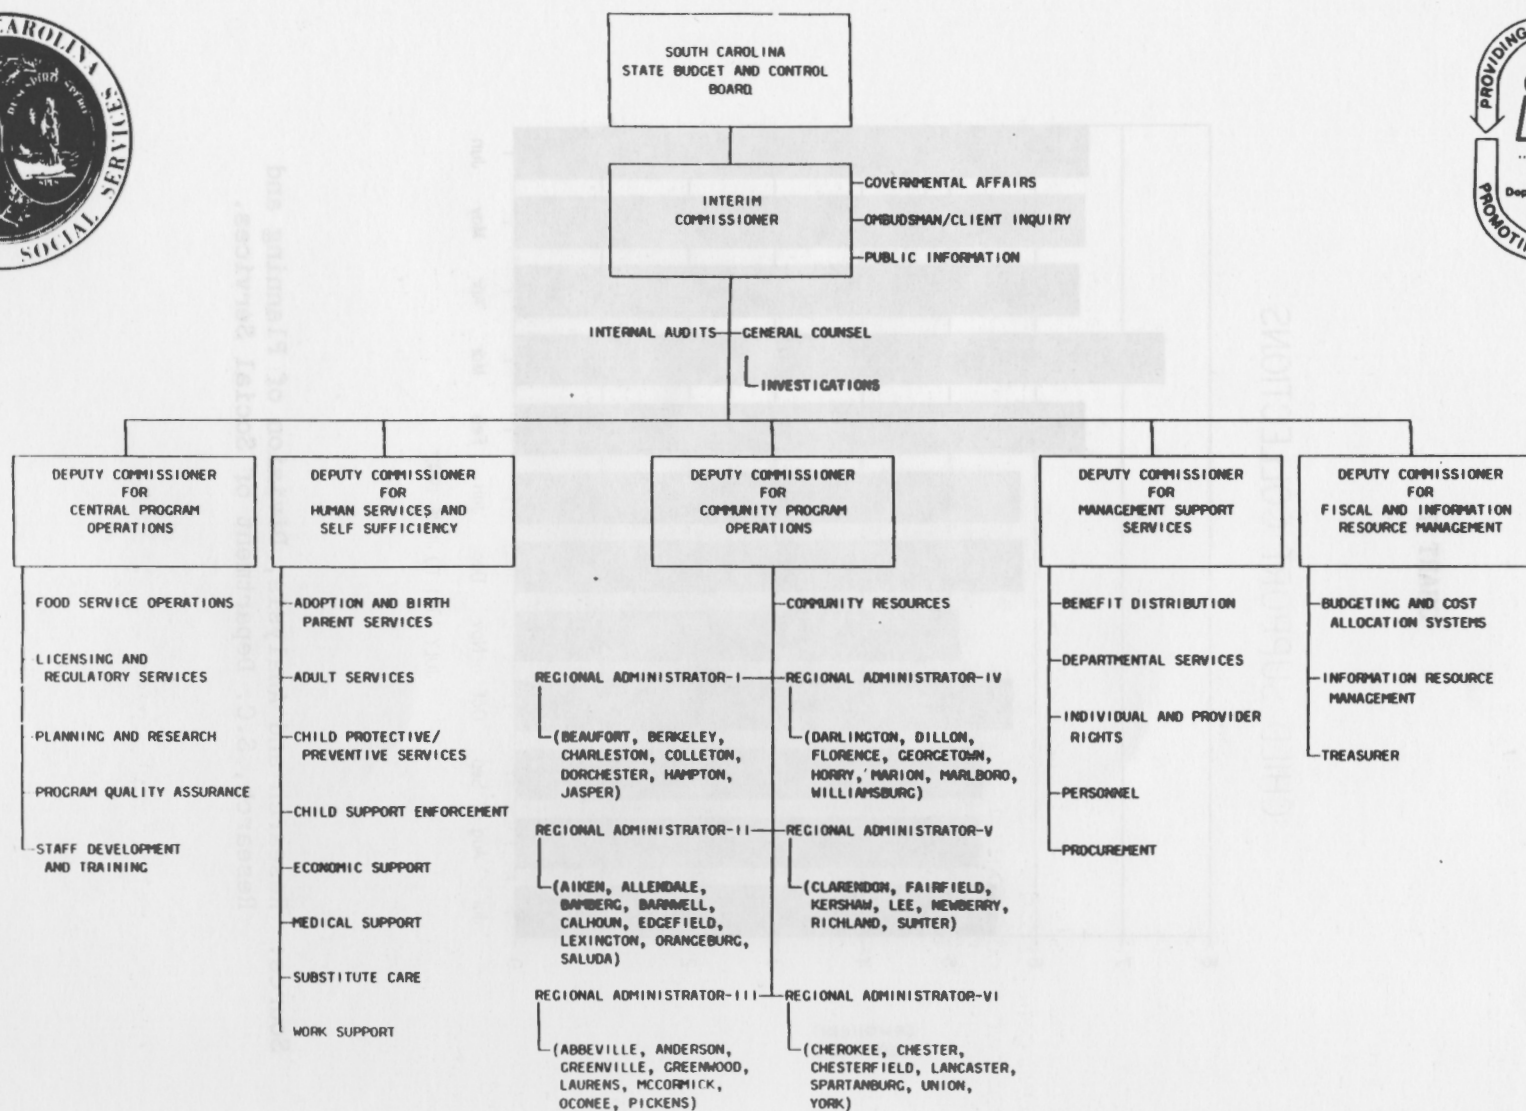 CAROLINA
SOCIAL SERVICES
DUM SPIRO SPERO
PROVIDING
PROMOTIN
Dep
SOUTH CAROLINA
STATE BUDGET AND CONTROL
BOARD
INTERIM
COMMISSIONER
GOVERNMENTAL AFFAIRS
OMBUDSMAN/CLIENT INQUIRY
PUBLIC INFORMATION
INTERNAL AUDITS
GENERAL COUNSEL
INVESTIGATIONS
DEPUTY COMMISSIONER
FOR
CENTRAL PROGRAM
OPERATIONS
FOOD SERVICE OPERATIONS
LICENSING AND
REGULATORY SERVICES
PLANNING AND RESEARCH
PROGRAM QUALITY ASSURANCE
STAFF DEVELOPMENT
AND TRAINING
DEPUTY COMMISSIONER
FOR
HUMAN SERVICES AND
SELF SUFFICIENCY
ADOPTION AND BIRTH
PARENT SERVICES
ADULT SERVICES
CHILD PROTECTIVE/
PREVENTIVE SERVICES
CHILD SUPPORT ENFORCEMENT
ECONOMIC SUPPORT
MEDICAL SUPPORT
SUBSTITUTE CARE
WORK SUPPORT
DEPUTY COMMISSIONER
FOR
COMMUNITY PROGRAM
OPERATIONS
COMMUNITY RESOURCES
REGIONAL ADMINISTRATOR-I
(BEAUFORT, BERKELEY,
CHARLESTON, COLLETON,
DORCHESTER, HAMPTON,
JASPER)
REGIONAL ADMINISTRATOR-II
(AIKEN, ALLENDALE,
BAMBERG, BARNWELL,
CALHOUN, EDGEFIELD,
LEXINGTON, ORANGEBURG,
SALUDA)
REGIONAL ADMINISTRATOR-III
(ABBEVILLE, ANDERSON,
GREENVILLE, GREENWOOD,
LAURENS, MCCORMICK,
OCONEE, PICKENS)
REGIONAL ADMINISTRATOR-IV
(DARLINGTON, DILLON,
FLORENCE, GEORGETOWN,
HORRY, MARION, MARLBORO,
WILLIAMSBURG)
REGIONAL ADMINISTRATOR-V
(CLARENDON, FAIRFIELD,
KERSHAW, LEE, NEWBERRY,
RICHLAND, SUMTER)
REGIONAL ADMINISTRATOR-VI
(CHEROKEE, CHESTER,
CHESTERFIELD, LANCASTER,
SPARTANBURG, UNION,
YORK)
DEPUTY COMMISSIONER
FOR
MANAGEMENT SUPPORT
SERVICES
BENEFIT DISTRIBUTION
DEPARTMENTAL SERVICES
INDIVIDUAL AND PROVIDER
RIGHTS
PERSONNEL
PROCUREMENT
DEPUTY COMMISSIONER
FOR
FISCAL AND INFORMATION
RESOURCE MANAGEMENT
BUDGETING AND COST
ALLOCATION SYSTEMS
INFORMATION RESOURCE
MANAGEMENT
TREASURER